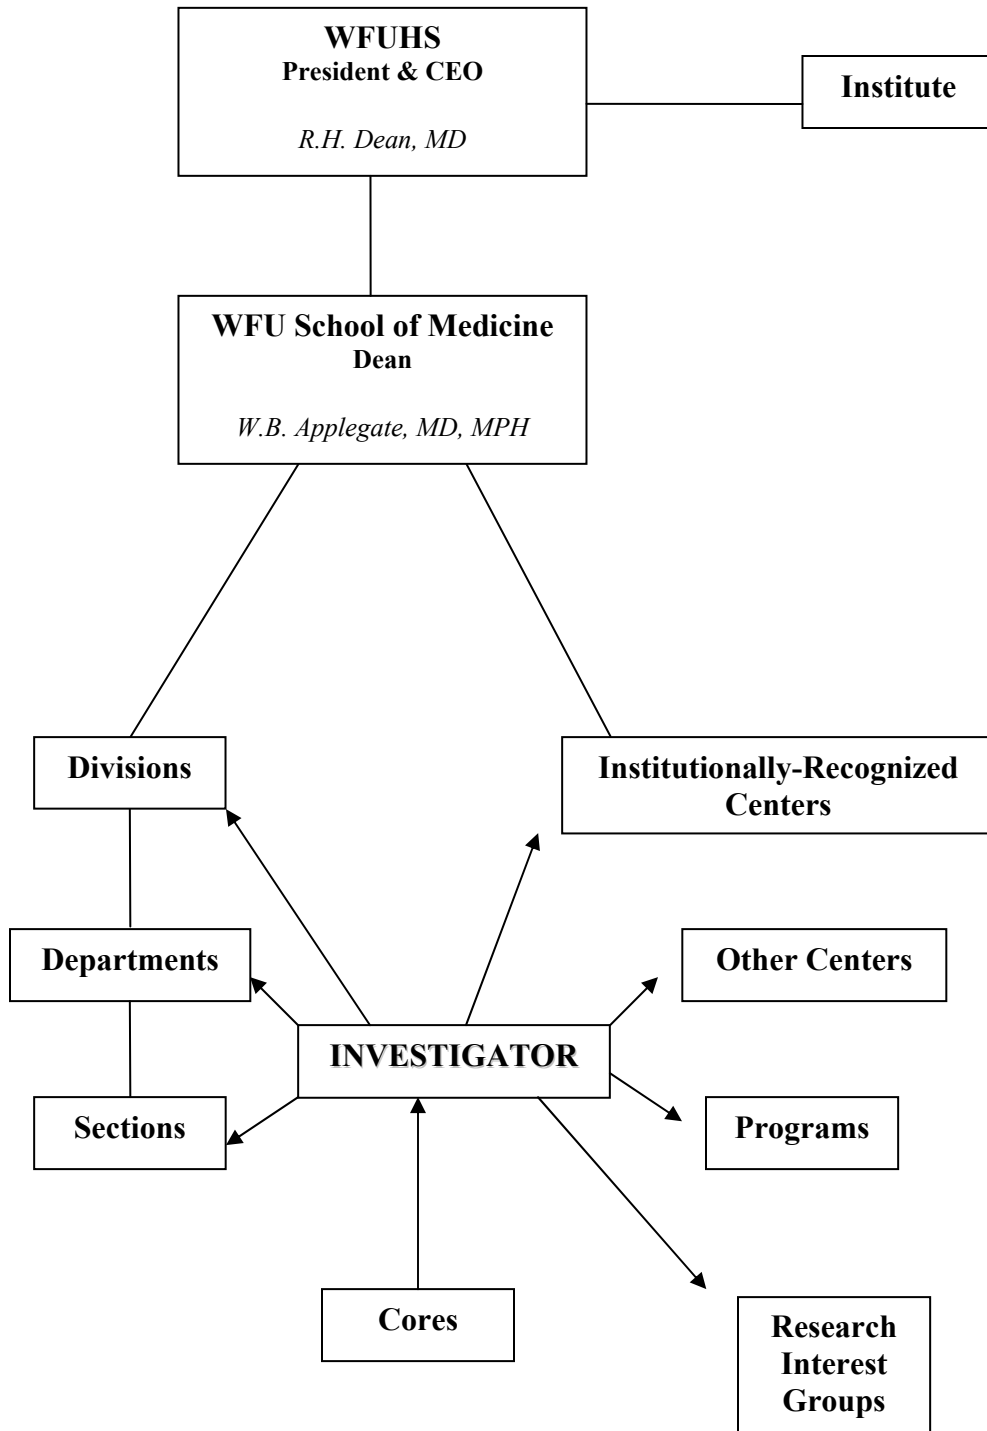 WFUHS
President & CEO
R.H. Dean, MD
Institute
WFU School of Medicine
Dean
W.B. Applegate, MD, MPH
Divisions
Institutionally-Recognized
Centers
Departments
Other Centers
INVESTIGATOR
Sections
Programs
Cores
Research
Interest
Groups